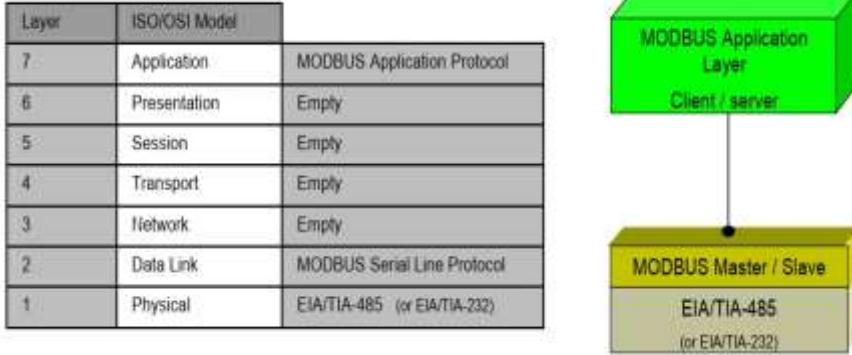 Layer ISO/OSI Model
7 Application MODBUS Application Protocol
6 Presentation Empty
5 Session Empty
4 Transport Empty
3 Network Empty
2 Data Link MODBUS Serial Line Protocol
1 Physical EIA/TIA-485 (or EIA/TIA-232)
MODBUS Application
Layer
Client / server
MODBUS Master / Slave
EIA/TIA-485
(or EIA/TIA-232)